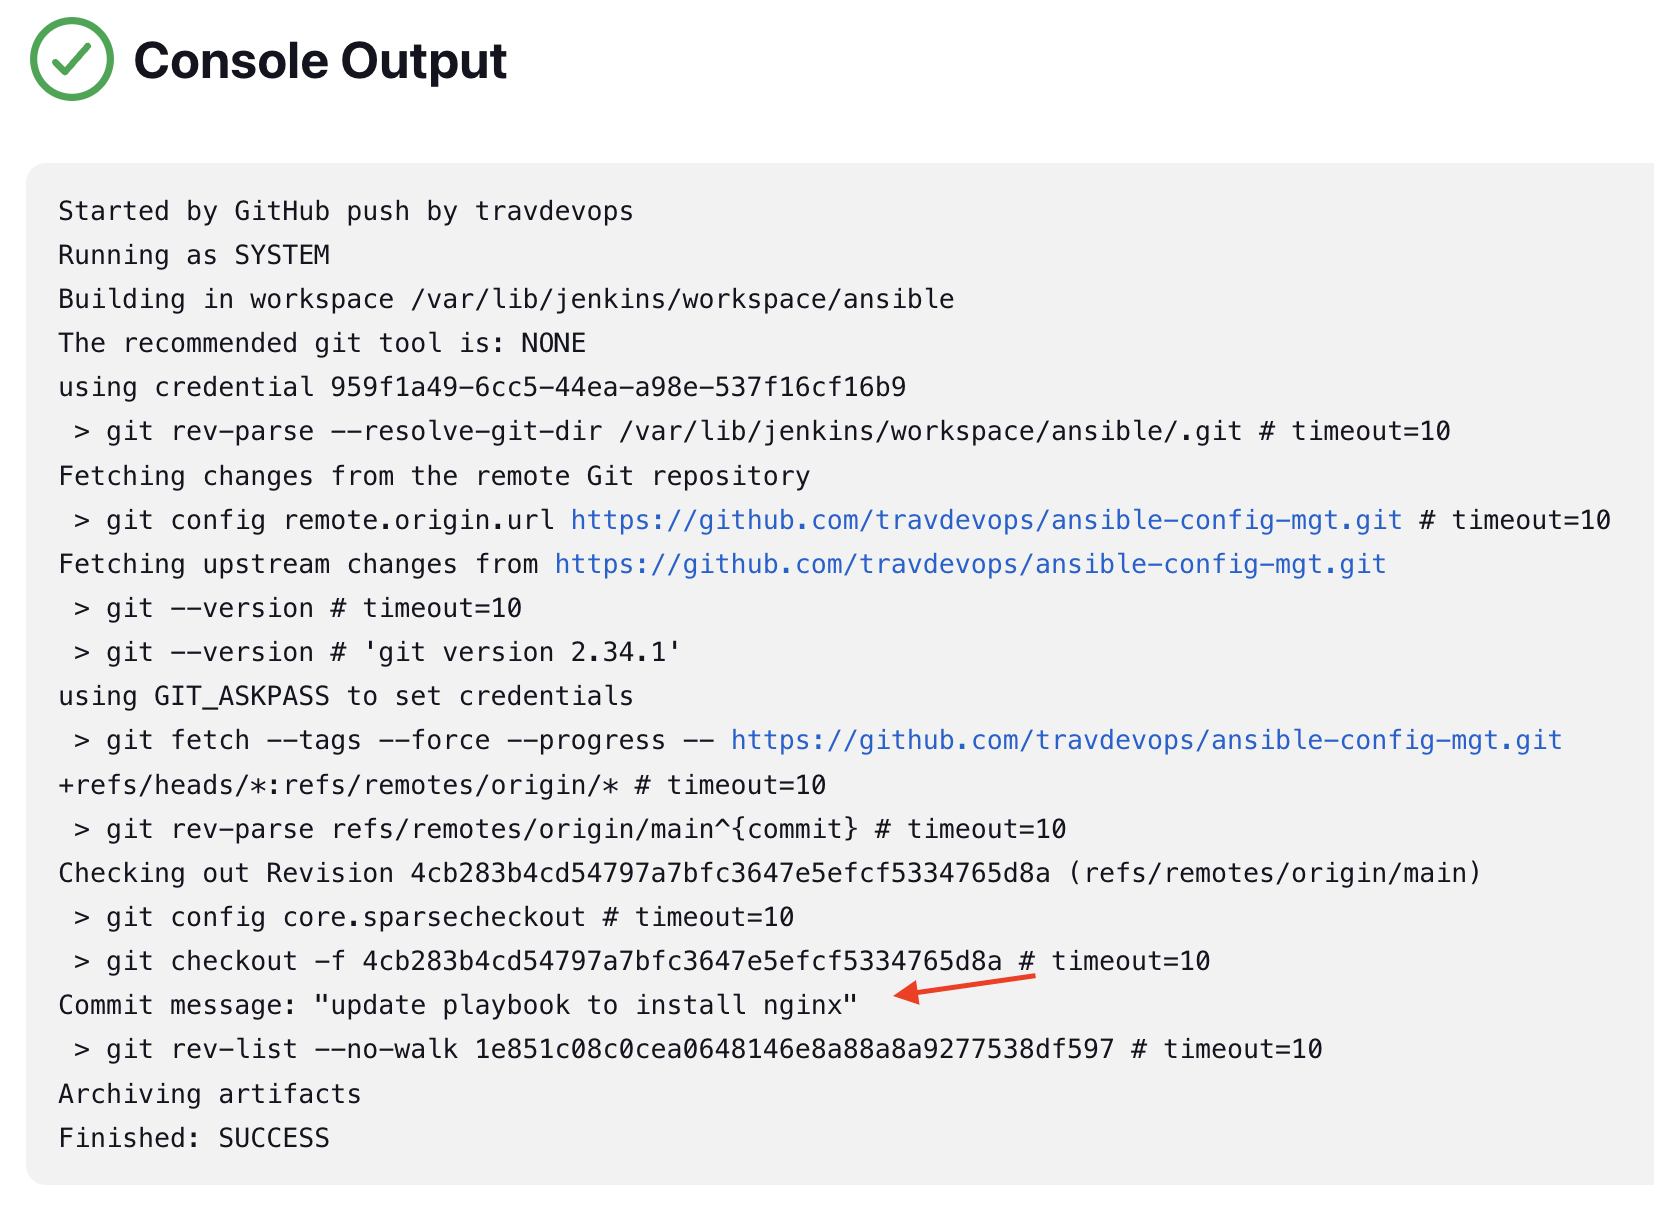 Console Output
Started by GitHub push by travdevops
Running as SYSTEM
Building in workspace /var/lib/jenkins/workspace/ansible
The recommended git tool is: NONE
using credential 959f1a49-6cc5-44ea-a98e-537f16cf16b9
 > git rev-parse --resolve-git-dir /var/lib/jenkins/workspace/ansible/.git # timeout=10
Fetching changes from the remote Git repository
 > git config remote.origin.url https://github.com/travdevops/ansible-config-mgt.git # timeout=10
Fetching upstream changes from https://github.com/travdevops/ansible-config-mgt.git
 > git --version # timeout=10
 > git --version # 'git version 2.34.1'
using GIT_ASKPASS to set credentials
 > git fetch --tags --force --progress -- https://github.com/travdevops/ansible-config-mgt.git
+refs/heads/*:refs/remotes/origin/* # timeout=10
 > git rev-parse refs/remotes/origin/main^{commit} # timeout=10
Checking out Revision 4cb283b4cd54797a7bfc3647e5efcf5334765d8a (refs/remotes/origin/main)
 > git config core.sparsecheckout # timeout=10
 > git checkout -f 4cb283b4cd54797a7bfc3647e5efcf5334765d8a # timeout=10
Commit message: "update playbook to install nginx"
 > git rev-list --no-walk 1e851c08c0cea0648146e8a88a8a9277538df597 # timeout=10
Archiving artifacts
Finished: SUCCESS